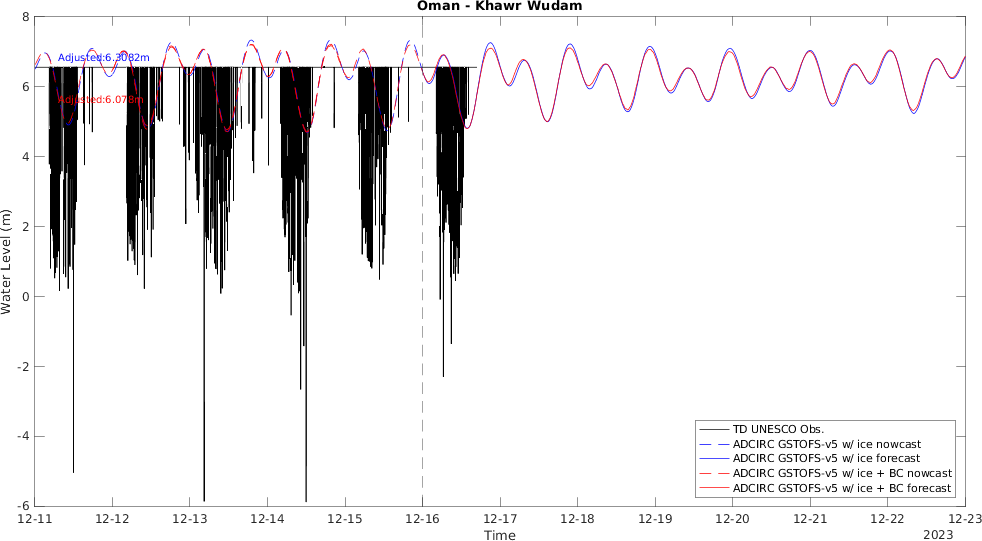 Oman - Khawr Wudam
Adjusted:6.3082m
Adjusted:6.078m
Water Level (m)
8
6
4
2
0
-2
-4
-6
TD UNESCO Obs.
ADCIRC GSTOFS-v5 w/ ice nowcast
ADCIRC GSTOFS-v5 w/ ice forecast
ADCIRC GSTOFS-v5 w/ ice + BC nowcast
ADCIRC GSTOFS-v5 w/ ice + BC forecast
12-11 12-12 12-13 12-14 12-15 12-16 12-17 12-18 12-19 12-20 12-21 12-22 12-23
Time
2023